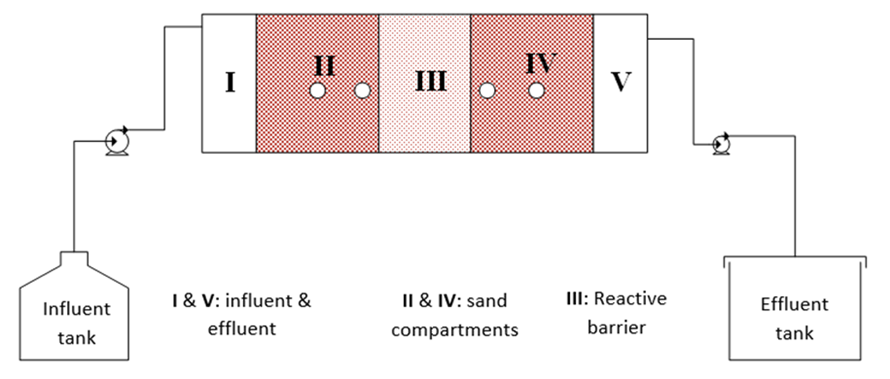 I
II
III
IV
V
Influent
tank
I & V: influent &
effluent
II & IV: sand
compartments
III: Reactive
barrier
Effluent
tank